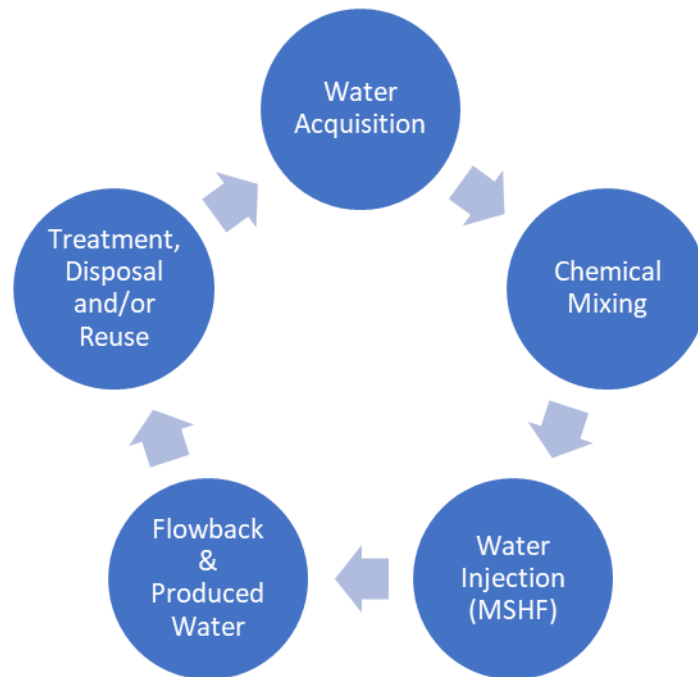 Water
Acquisition
Chemical
Mixing
Water
Injection
(MSHF)
Flowback
&
Produced
Water
Treatment,
Disposal
and/or
Reuse